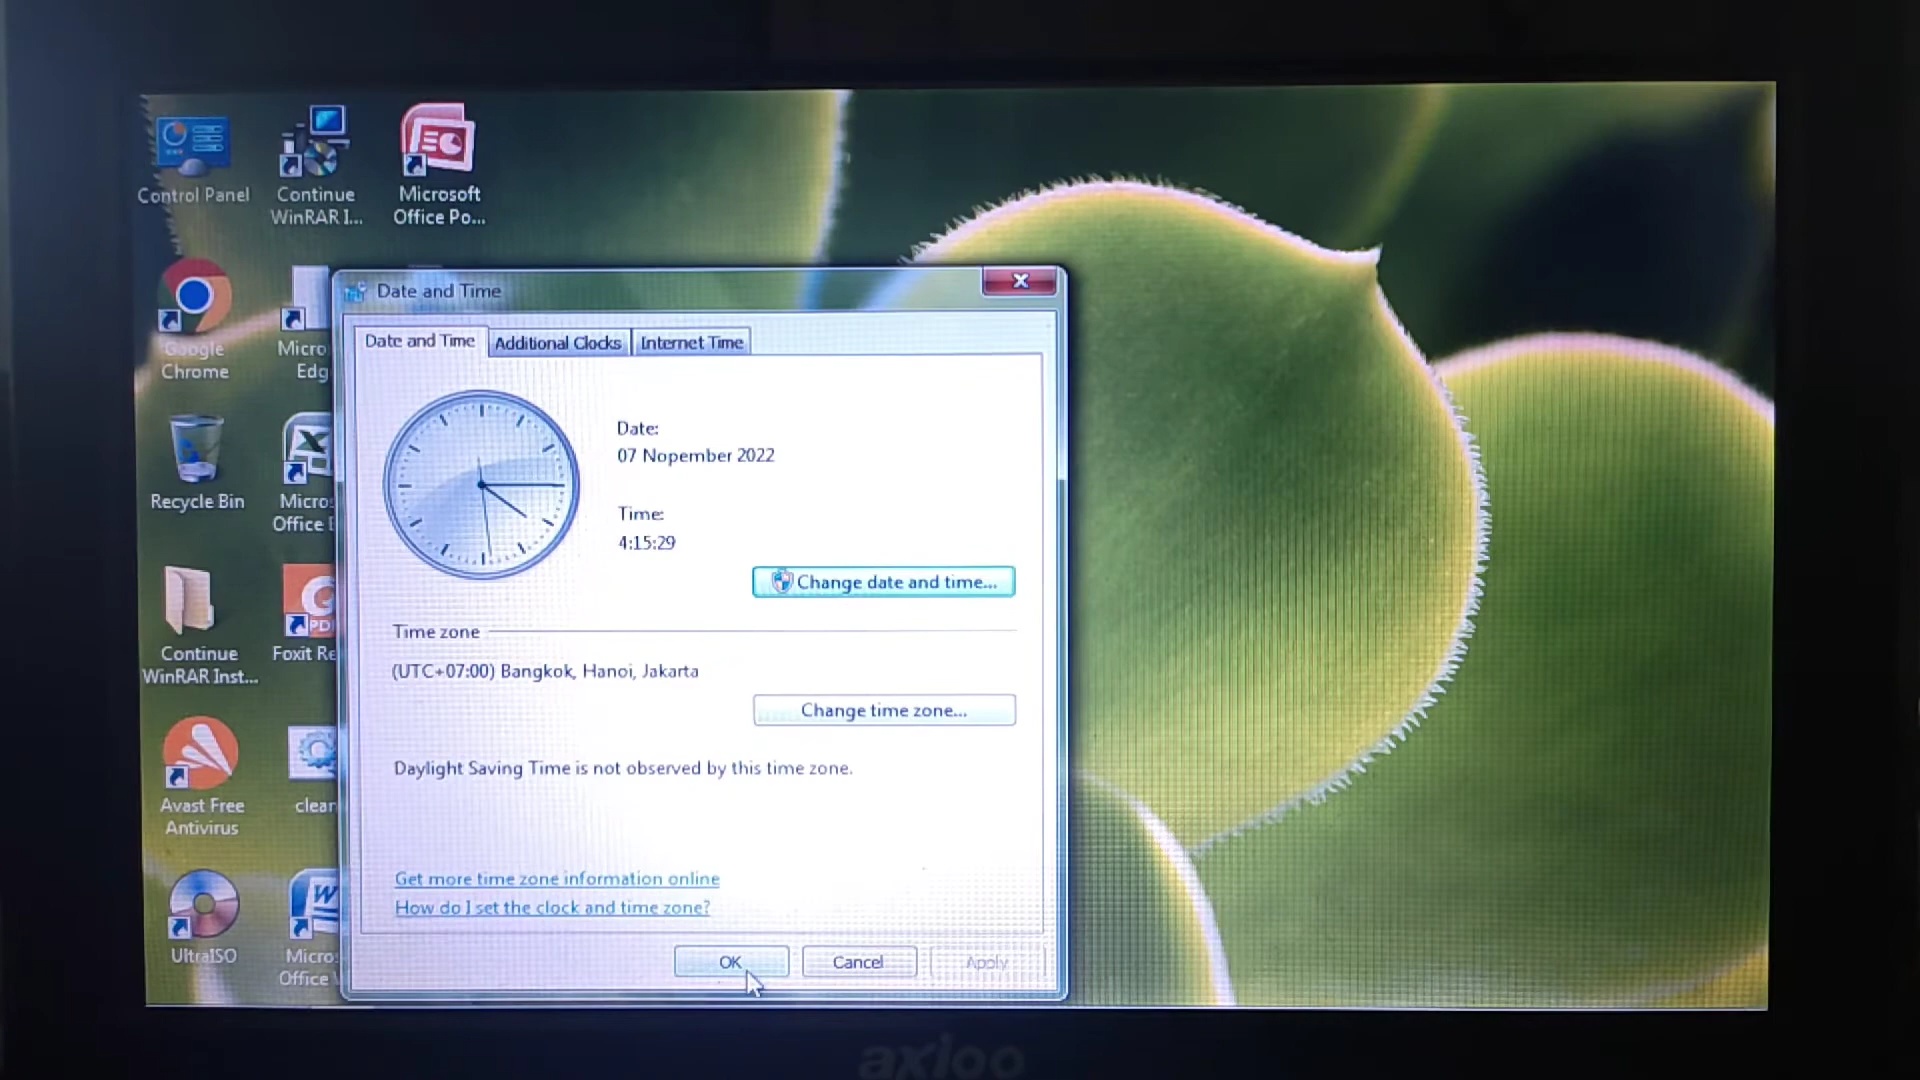 Control Panel
Continue
WinRAR I...
Microsoft
Office Po...
Google
Chrome
Micro
Edg
Recycle Bin
Micros
Office E
Continue
WinRAR Inst...
PDF
Foxit Re
Avast Free
Antivirus
clean
UltraISO
Micros
Office
Date and Time
Date and Time
Additional Clocks
Internet Time
Date:
07 Nopember 2022
Time:
4:15:29
Change date and time...
Time zone
(UTC+07:00) Bangkok, Hanoi, Jakarta
Change time zone...
Daylight Saving Time is not observed by this time zone.
Get more time zone information online
How do I set the clock and time zone?
OK
Cancel
Apply
axioo